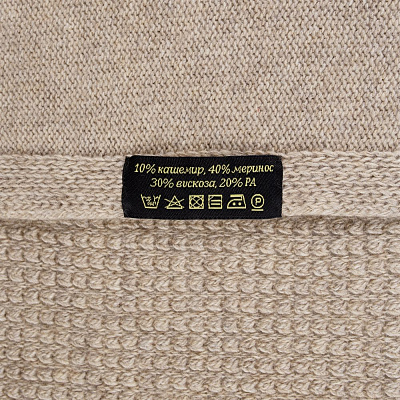 10% кашемир, 40% меринос
30% вискоза, 20% PA